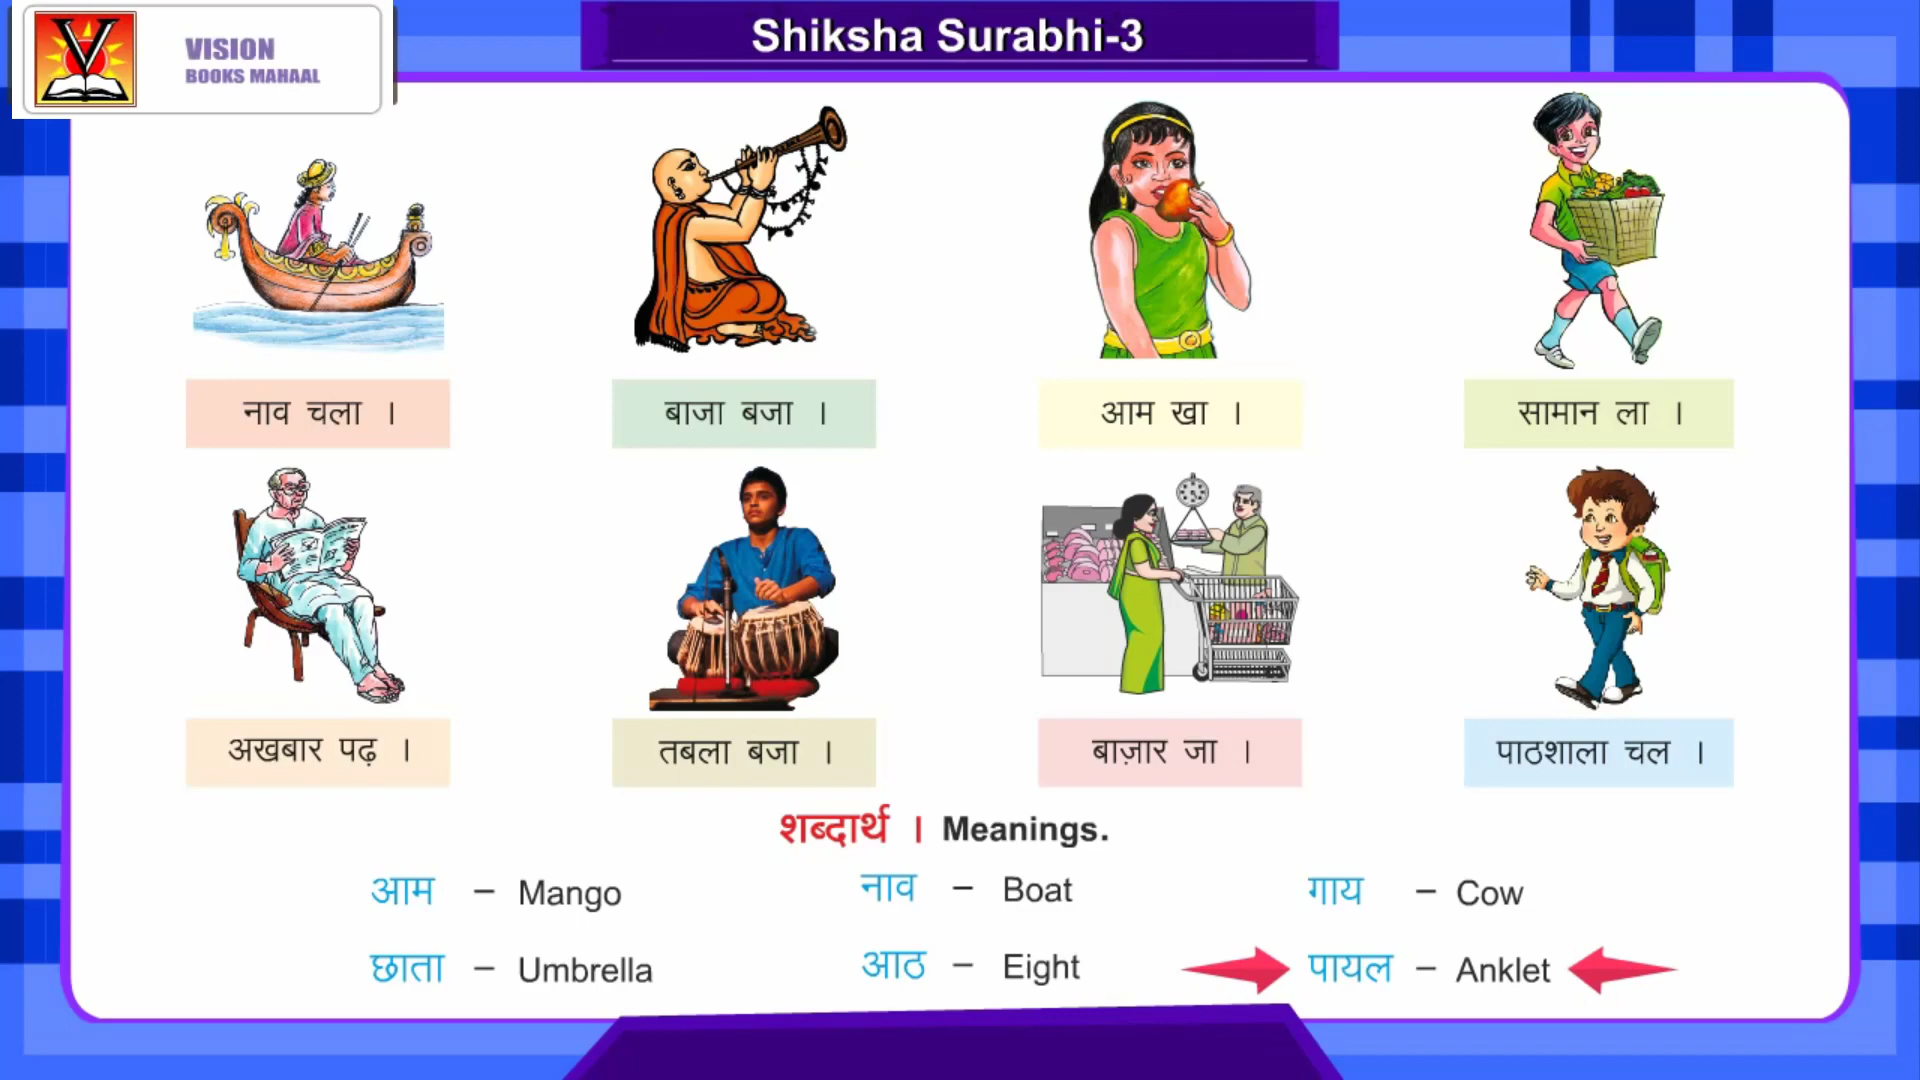 VISION
BOOKS MAHAAL
Shiksha Surabhi-3
नाव चला ।
बाजा बजा ।
आम खा ।
सामान ला ।
अखबार पढ़ ।
तबला बजा ।
बाज़ार जा ।
पाठशाला चल ।
शब्दार्थ । Meanings.
आम – Mango
नाव – Boat
गाय – Cow
छाता – Umbrella
आठ – Eight
पायल – Anklet